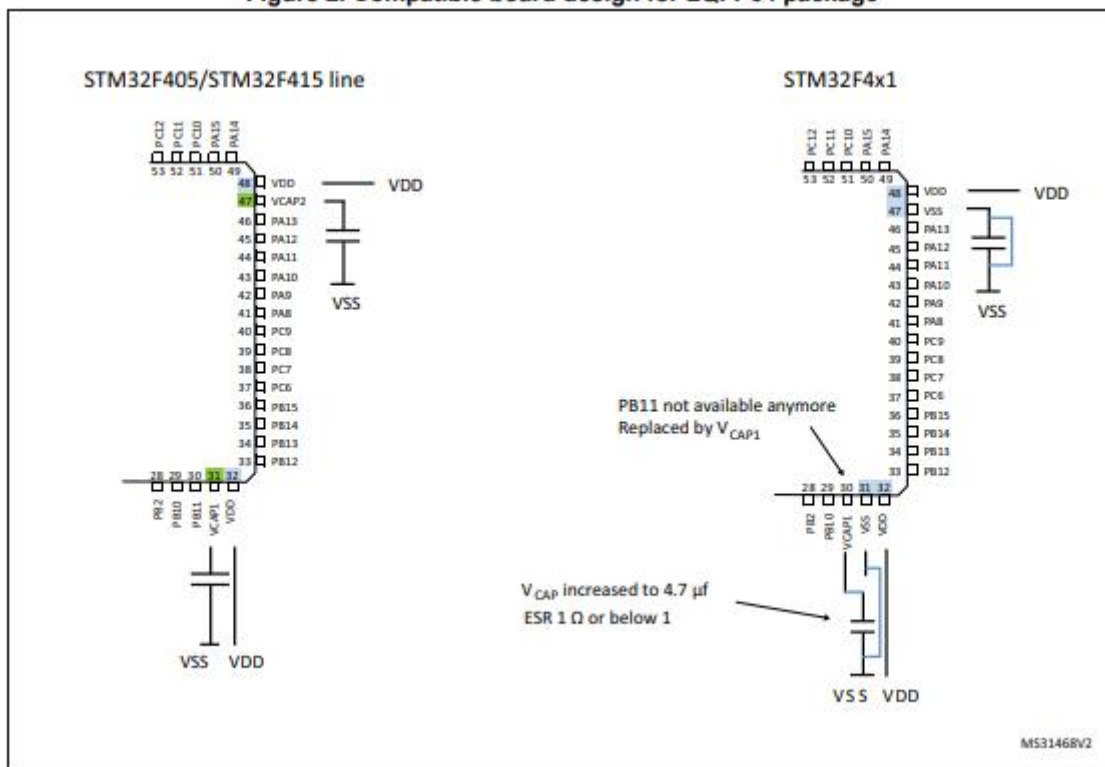 STM32F405/STM32F415 line
PC12
PC11
PC10
PA15
PA14
53 52 51 50 49
48 VDD
VDD
47 VCAP2
46 PA13
45 PA12
44 PA11
43 PA10
42 PA9
41 PA8
40 PC9
39 PC8
38 PC7
37 PC6
36 PB15
35 PB14
34 PB13
33 PB12
VSS
28 29 30 31 32
PB2
PB10
PB11
VCAP1
VDD
VSS VDD
STM32F4x1
PC12
PC11
PC10
PA15
PA14
53 52 51 50 49
48 VDD
VDD
47 VSS
46 PA13
45 PA12
44 PA11
43 PA10
42 PA9
41 PA8
40 PC9
39 PC8
38 PC7
37 PC6
36 PB15
35 PB14
34 PB13
33 PB12
VSS
PB11 not available anymore
Replaced by VCAP1
28 29 30 31 32
PB2
PB10
VCAP1
VSS
VDD
VCAP increased to 4.7 µf
ESR 1 Ω or below 1
VSS VDD
MS31468V2